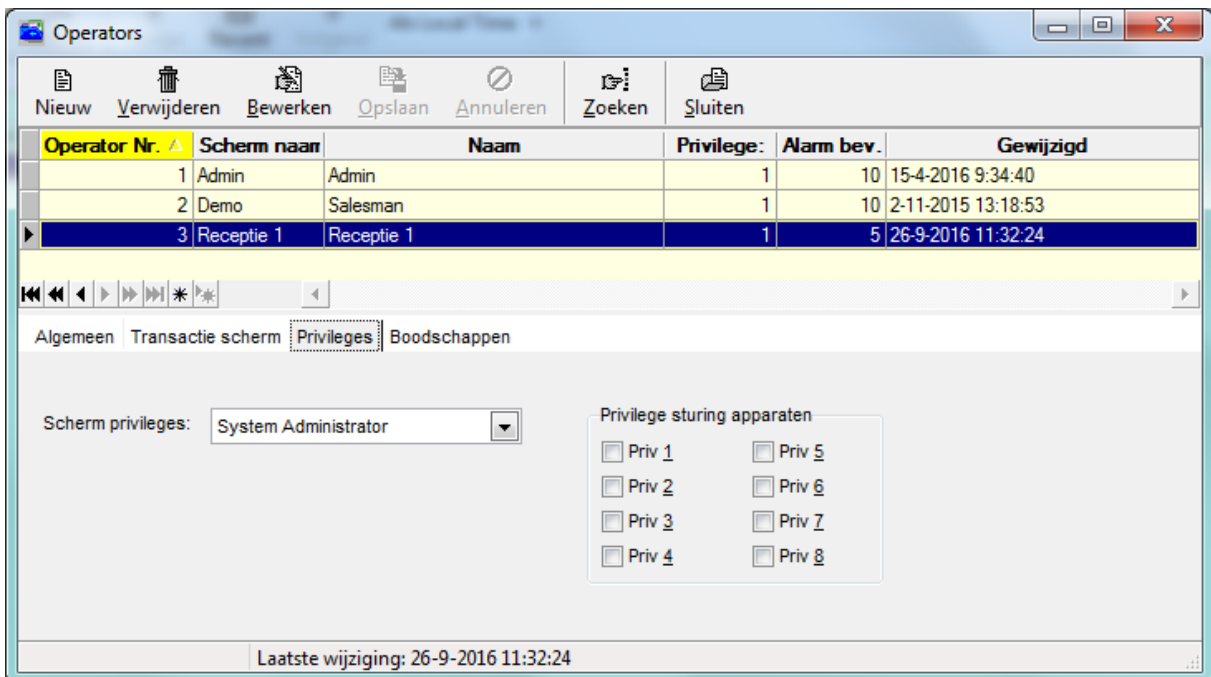 Operators
Nieuw Verwijderen Bewerken Opslaan Annuleren Zoeken Sluiten
Operator Nr. Scherm naam Naam Privilege: Alarm bev. Gewijzigd
1 Admin Admin 1 10 15-4-2016 9:34:40
2 Demo Salesman 1 10 2-11-2015 13:18:53
3 Receptie 1 Receptie 1 1 5 26-9-2016 11:32:24
Algemeen Transactie scherm Privileges Boodschappen
Scherm privileges: System Administrator
Privilege sturing apparaten
Priv 1 Priv 5
Priv 2 Priv 6
Priv 3 Priv 7
Priv 4 Priv 8
Laatste wijziging: 26-9-2016 11:32:24